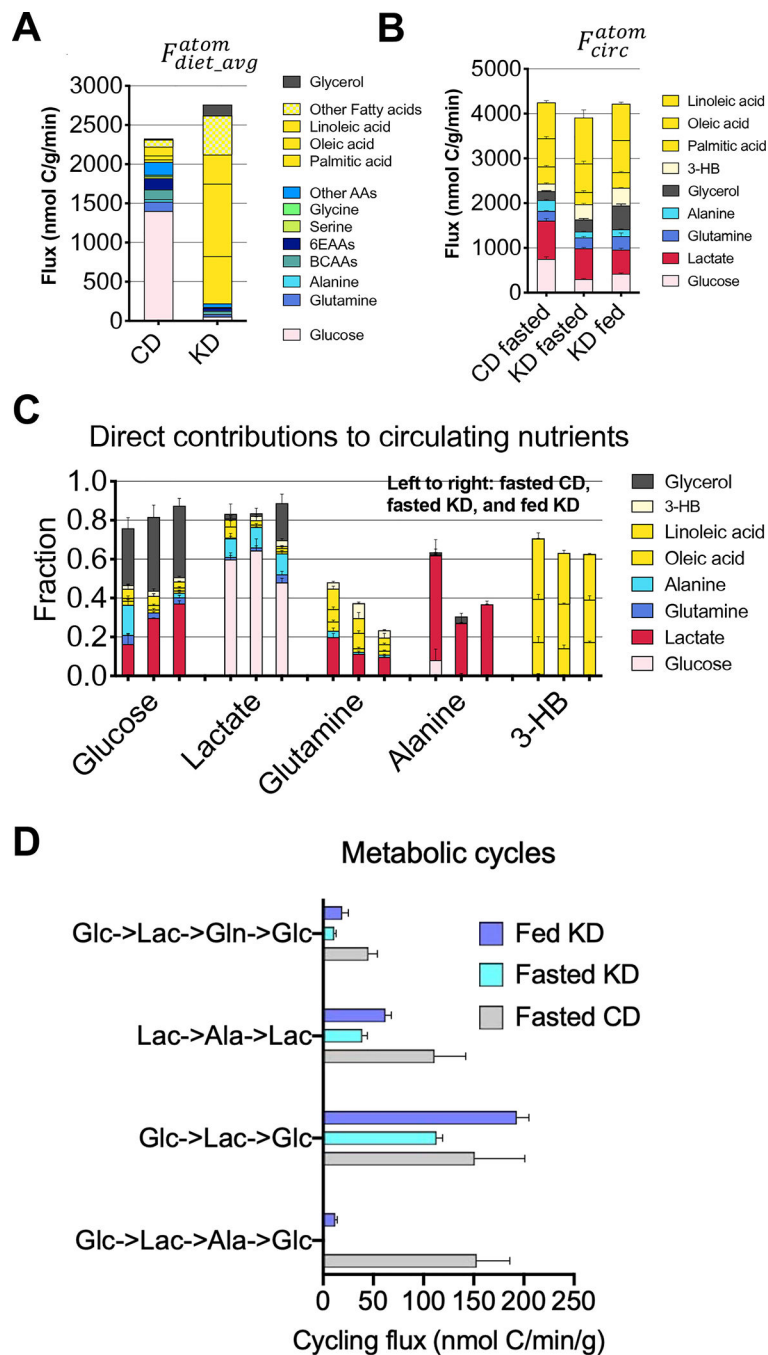 A
F^{atom}_{diet_avg}
Flux (nmol C/g/min)
3000
2500
2000
1500
1000
500
0
CD
KD
Glycerol
Other Fatty acids
Linoleic acid
Oleic acid
Palmitic acid
Other AAs
Glycine
Serine
6EAAs
BCAAs
Alanine
Glutamine
Glucose
B
F^{atom}_{circ}
Flux (nmol C/g/min)
5000
4000
3000
2000
1000
0
CD fasted
KD fasted
KD fed
Linoleic acid
Oleic acid
Palmitic acid
3-HB
Glycerol
Alanine
Glutamine
Lactate
Glucose
C
Direct contributions to circulating nutrients
Left to right: fasted CD,
fasted KD, and fed KD
Fraction
1.0
0.8
0.6
0.4
0.2
0.0
Glucose
Lactate
Glutamine
Alanine
3-HB
Glycerol
3-HB
Linoleic acid
Oleic acid
Alanine
Glutamine
Lactate
Glucose
D
Metabolic cycles
Glc->Lac->Gln->Glc
Lac->Ala->Lac
Glc->Lac->Glc
Glc->Lac->Ala->Glc
Fed KD
Fasted KD
Fasted CD
0 50 100 150 200 250
Cycling flux (nmol C/min/g)